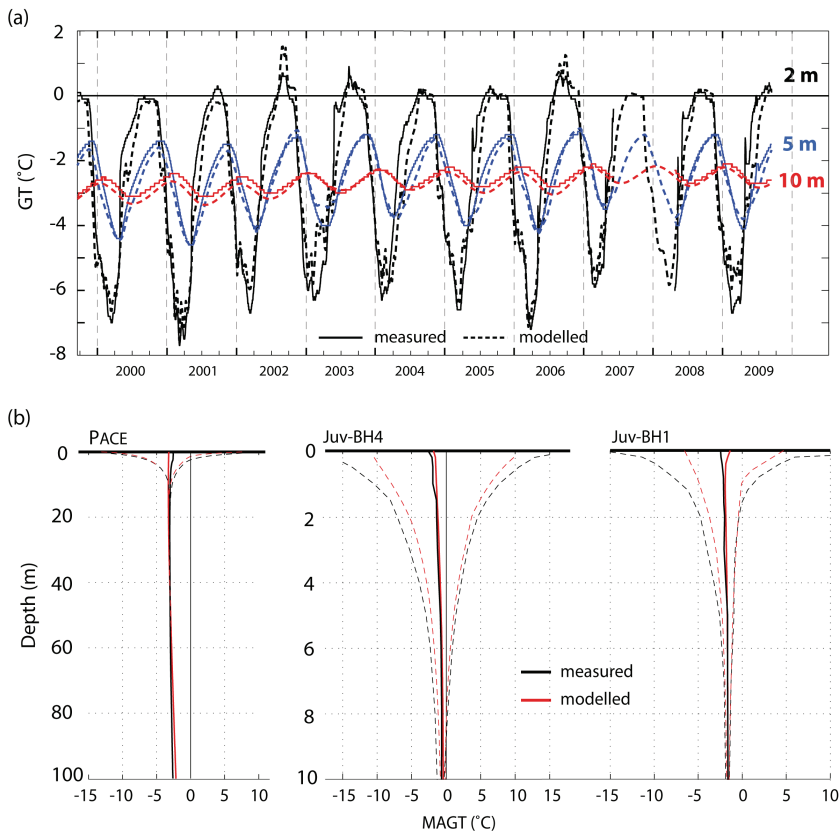 (a)
2
0
-2
-4
-6
-8
GT (˚C)
2 m
5 m
10 m
measured
modelled
2000 2001 2002 2003 2004 2005 2006 2007 2008 2009
(b)
PACE
Juv-BH4
Juv-BH1
0
20
40
60
80
100
Depth (m)
0
2
4
6
8
10
measured
modelled
-15 -10 -5 0 5 10
-15 -10 -5 0 5 10 15
-15 -10 -5 0 5 10
MAGT (˚C)